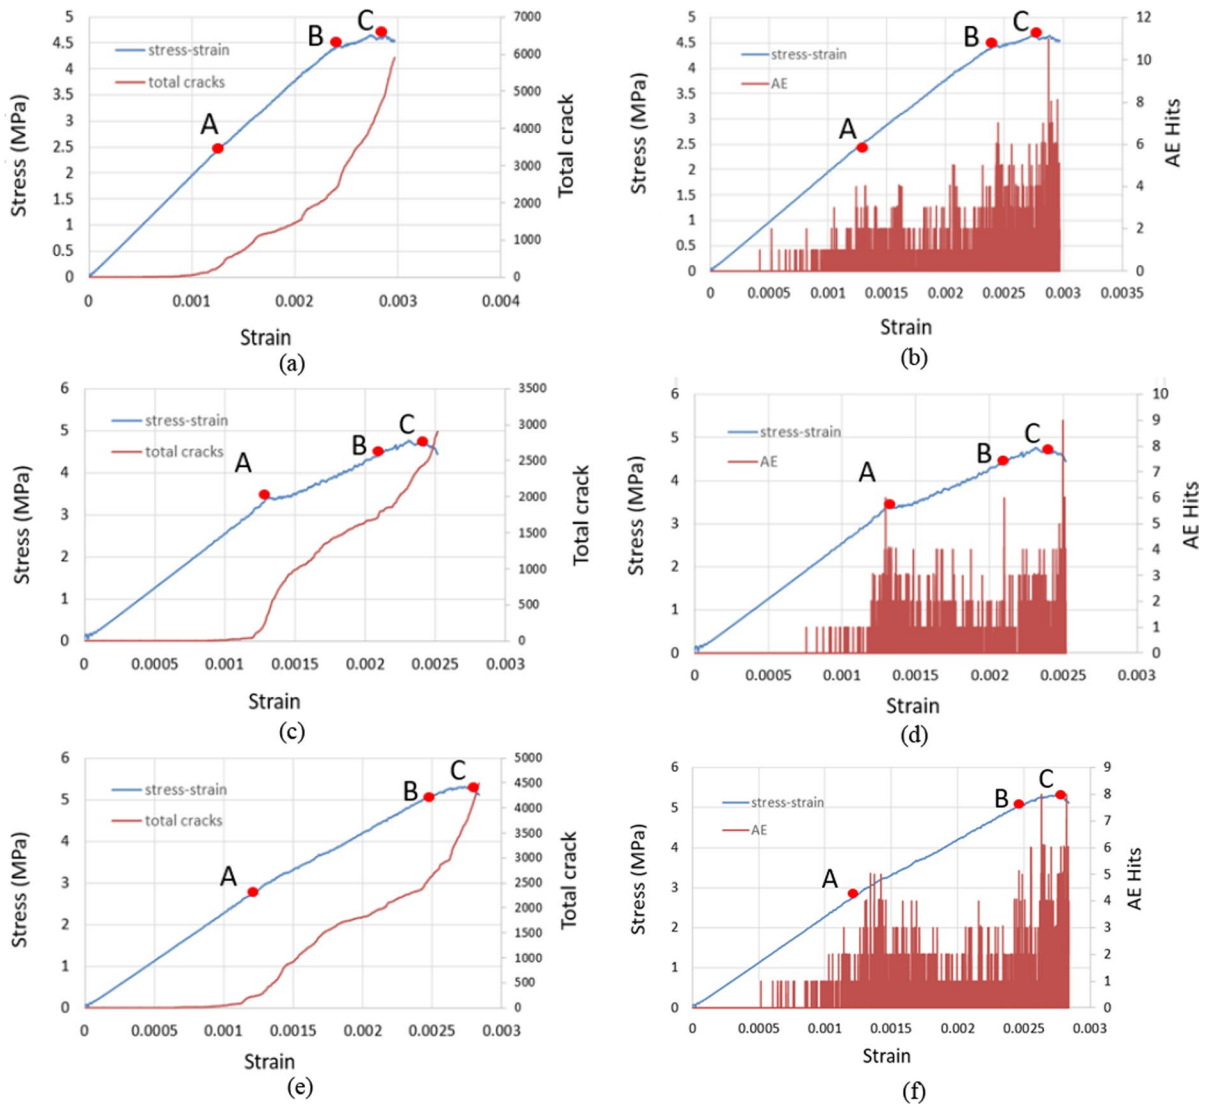 5
4.5
4
3.5
3
2.5
2
1.5
1
0.5
0
Stress (MPa)
stress-strain
total cracks
A
B
C
7000
6000
5000
4000
3000
2000
1000
0
Total crack
0 0.001 0.002 0.003 0.004
Strain
(a)
5
4.5
4
3.5
3
2.5
2
1.5
1
0.5
0
Stress (MPa)
stress-strain
AE
A
B
C
12
10
8
6
4
2
0
AE Hits
0 0.0005 0.001 0.0015 0.002 0.0025 0.003 0.0035
Strain
(b)
6
5
4
3
2
1
0
Stress (MPa)
stress-strain
total cracks
A
B
C
3500
3000
2500
2000
1500
1000
500
0
Total crack
0 0.0005 0.001 0.0015 0.002 0.0025 0.003
Strain
(c)
6
5
4
3
2
1
0
Stress (MPa)
stress-strain
AE
A
B
C
10
9
8
7
6
5
4
3
2
1
0
AE Hits
0 0.0005 0.001 0.0015 0.002 0.0025 0.003
Strain
(d)
6
5
4
3
2
1
0
Stress (MPa)
stress-strain
total cracks
A
B
C
5000
4500
4000
3500
3000
2500
2000
1500
1000
500
0
Total crack
0 0.0005 0.001 0.0015 0.002 0.0025 0.003
Strain
(e)
6
5
4
3
2
1
0
Stress (MPa)
stress-strain
AE
A
B
C
9
8
7
6
5
4
3
2
1
0
AE Hits
0 0.0005 0.001 0.0015 0.002 0.0025 0.003
Strain
(f)